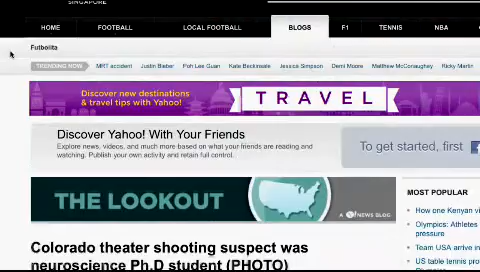 SINGAPORE
HOME FOOTBALL LOCAL FOOTBALL BLOGS F1 TENNIS NBA
Futbolita
TRENDING NOW MRT accident Justin Bieber Poh Lee Guan Kate Beckinsale Jessica Simpson Demi Moore Matthew McConaughey Ricky Martin
Discover new destinations
& travel tips with Yahoo!
TRAVEL
Discover Yahoo! With Your Friends
Explore news, videos, and much more based on what your friends are reading and
watching. Publish your own activity and retain full control.
To get started, first
THE LOOKOUT
A Y! NEWS BLOG
MOST POPULAR
How one Kenyan vi
Olympics: Athletes
pressure
Team USA arrive in
US table tennis pro
Colorado theater shooting suspect was
neuroscience Ph.D student (PHOTO)